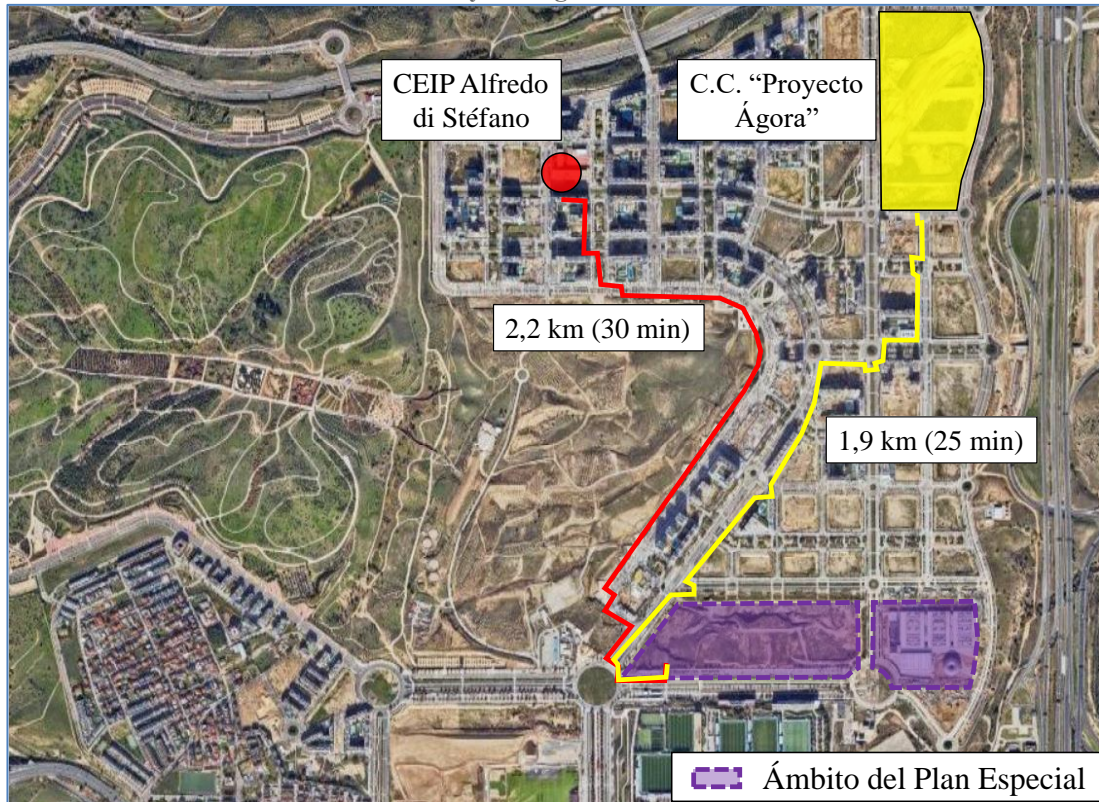 CEIP Alfredo
di Stéfano
C.C. “Proyecto
Ágora”
2,2 km (30 min)
1,9 km (25 min)
Ámbito del Plan Especial